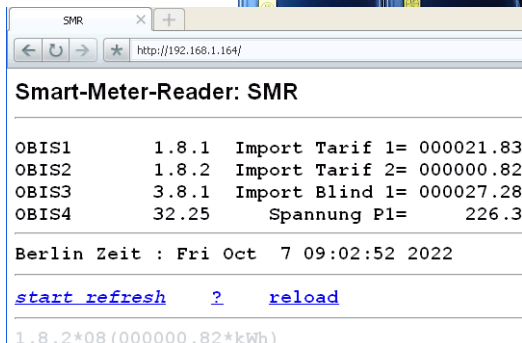 SMR
http://192.168.1.164/
Smart-Meter-Reader: SMR
OBIS1 1.8.1 Import Tarif 1= 000021.83
OBIS2 1.8.2 Import Tarif 2= 000000.82
OBIS3 3.8.1 Import Blind 1= 000027.28
OBIS4 32.25 Spannung P1= 226.3
Berlin Zeit : Fri Oct 7 09:02:52 2022
start refresh ? reload
1.8.2*08(000000.82*kWh)